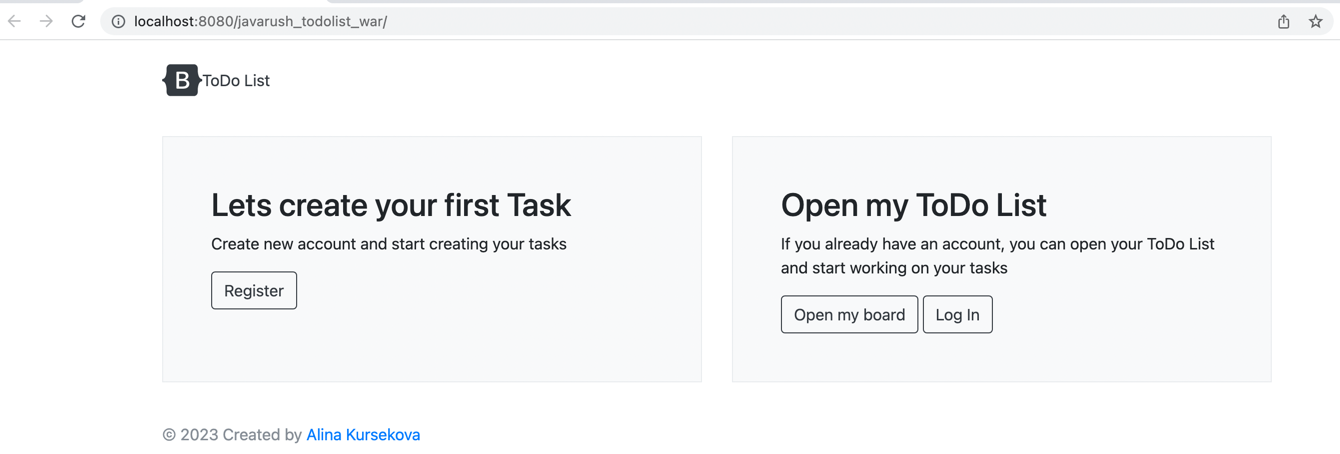 localhost:8080/javarush_todolist_war/
B ToDo List
Lets create your first Task
Create new account and start creating your tasks
Register
Open my ToDo List
If you already have an account, you can open your ToDo List
and start working on your tasks
Open my board Log In
© 2023 Created by Alina Kursekova